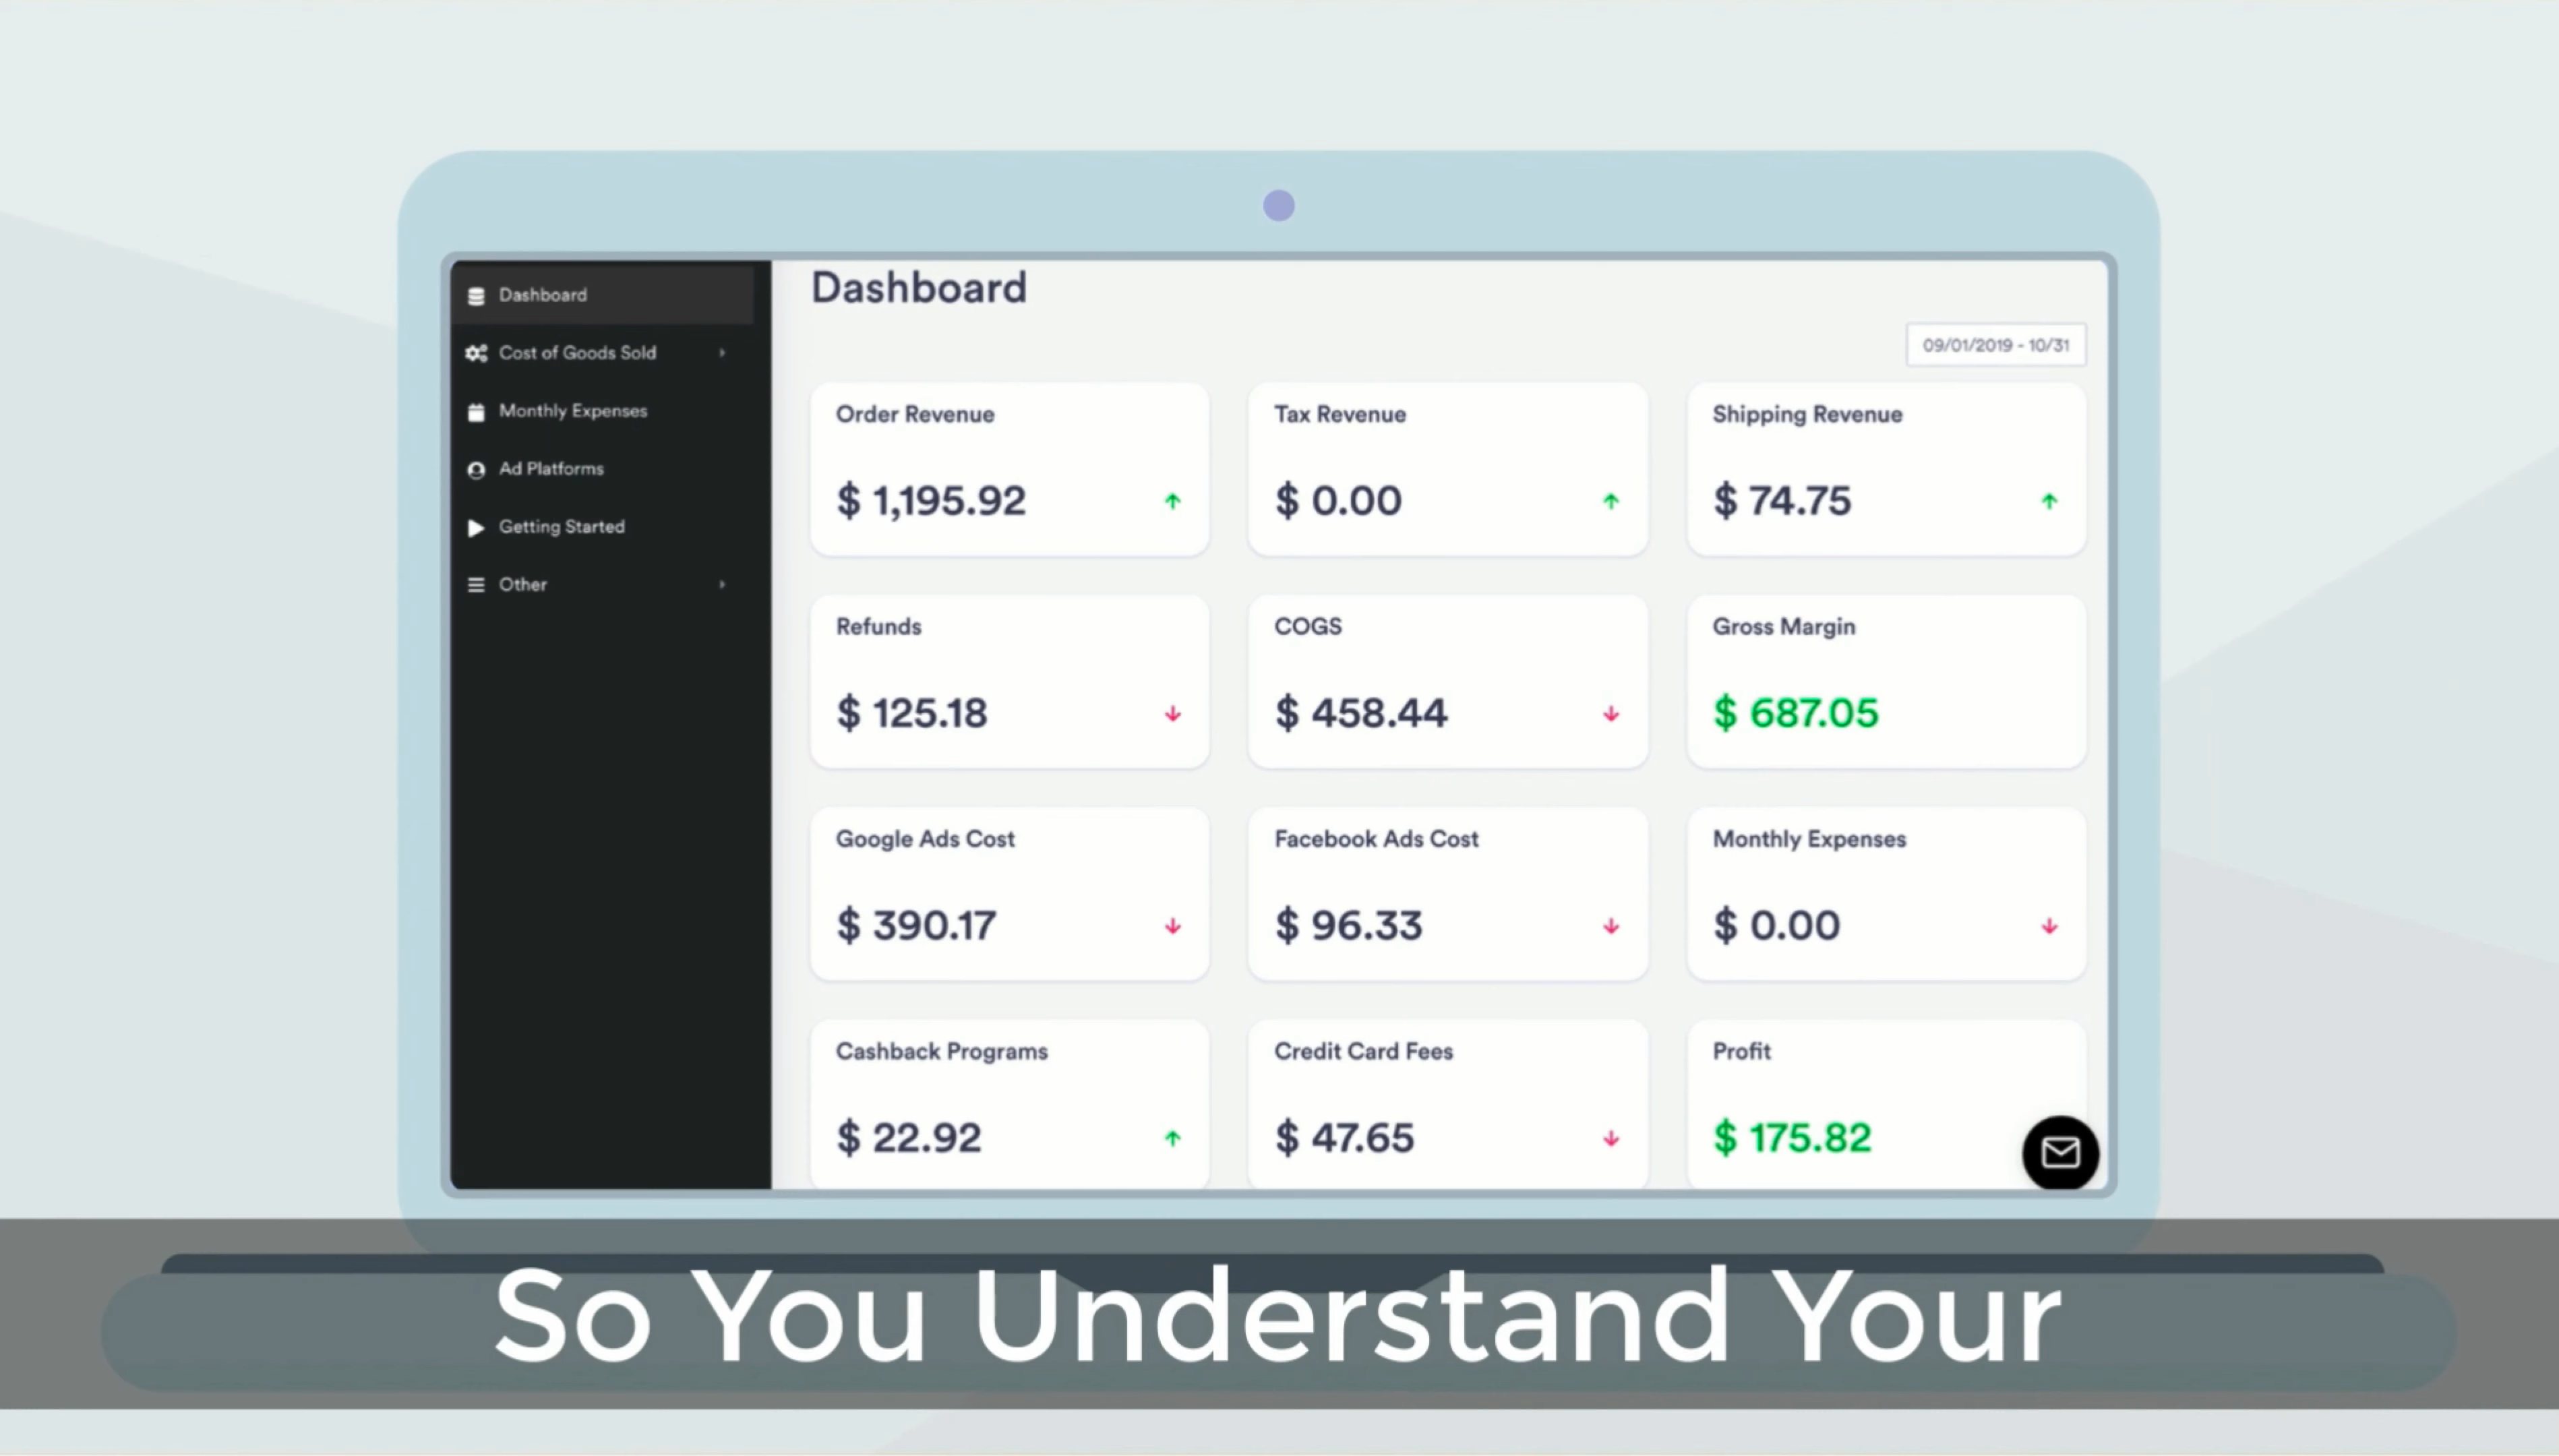 Dashboard
Cost of Goods Sold
Monthly Expenses
Ad Platforms
Getting Started
Other
Dashboard
09/01/2019 - 10/31
Order Revenue
$ 1,195.92
Tax Revenue
$ 0.00
Shipping Revenue
$ 74.75
Refunds
$ 125.18
COGS
$ 458.44
Gross Margin
$ 687.05
Google Ads Cost
$ 390.17
Facebook Ads Cost
$ 96.33
Monthly Expenses
$ 0.00
Cashback Programs
$ 22.92
Credit Card Fees
$ 47.65
Profit
$ 175.82
So You Understand Your